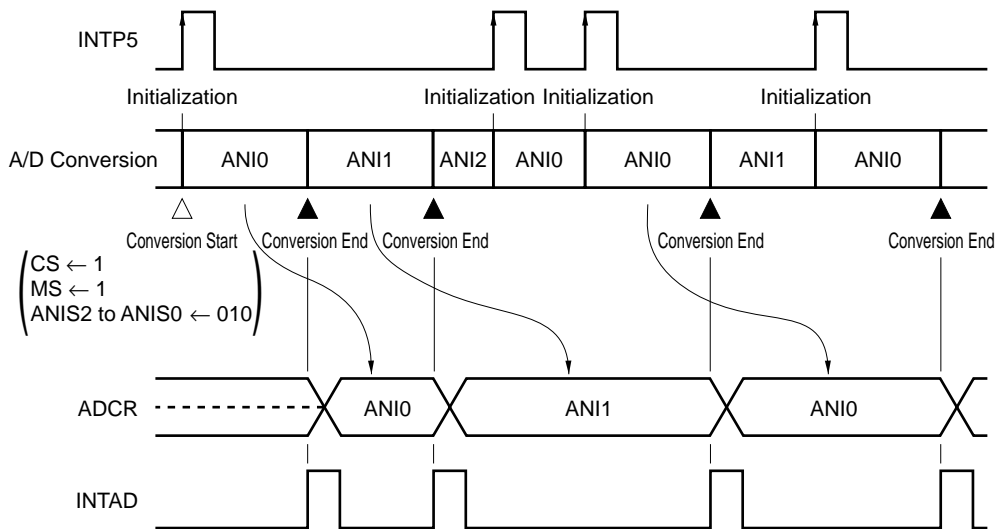 INTP5
Initialization Initialization Initialization Initialization
A/D Conversion ANI0 ANI1 ANI2 ANI0 ANI0 ANI1 ANI0
Conversion Start Conversion End Conversion End Conversion End Conversion End
CS ← 1
MS ← 1
ANIS2 to ANIS0 ← 010
ADCR ANI0 ANI1 ANI0
INTAD